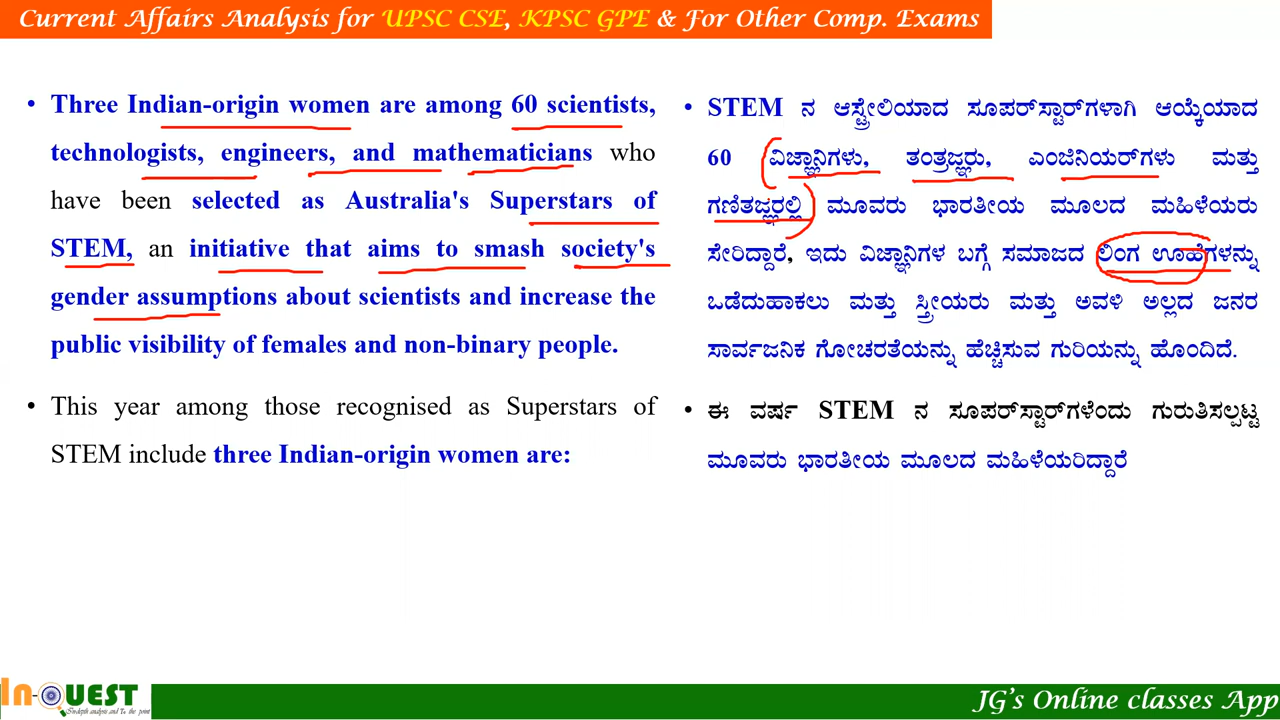 Current Affairs Analysis for UPSC CSE, KPSC GPE & For Other Comp. Exams
• Three Indian-origin women are among 60 scientists,
technologists, engineers, and mathematicians who
have been selected as Australia's Superstars of
STEM, an initiative that aims to smash society's
gender assumptions about scientists and increase the
public visibility of females and non-binary people.
• This year among those recognised as Superstars of
STEM include three Indian-origin women are:
• STEM ನ ಆಸ್ಟ್ರೇಲಿಯಾದ ಸೂಪರ್‌ಸ್ಟಾರ್‌ಗಳಾಗಿ ಆಯ್ಕೆಯಾದ
60 ವಿಜ್ಞಾನಿಗಳು, ತಂತ್ರಜ್ಞರು, ಎಂಜಿನಿಯರ್‌ಗಳು ಮತ್ತು
ಗಣಿತಜ್ಞರಲ್ಲಿ ಮೂವರು ಭಾರತೀಯ ಮೂಲದ ಮಹಿಳೆಯರು
ಸೇರಿದ್ದಾರೆ, ಇದು ವಿಜ್ಞಾನಿಗಳ ಬಗ್ಗೆ ಸಮಾಜದ ಲಿಂಗ ಊಹೆಗಳನ್ನು
ಒಡೆದುಹಾಕಲು ಮತ್ತು ಸ್ತ್ರೀಯರು ಮತ್ತು ಅವಳಿ ಅಲ್ಲದ ಜನರ
ಸಾರ್ವಜನಿಕ ಗೋಚರತೆಯನ್ನು ಹೆಚ್ಚಿಸುವ ಗುರಿಯನ್ನು ಹೊಂದಿದೆ.
• ಈ ವರ್ಷ STEM ನ ಸೂಪರ್‌ಸ್ಟಾರ್‌ಗಳೆಂದು ಗುರುತಿಸಲ್ಪಟ್ಟ
ಮೂವರು ಭಾರತೀಯ ಮೂಲದ ಮಹಿಳೆಯರಿದ್ದಾರೆ
In-QUEST
JG's Online classes App